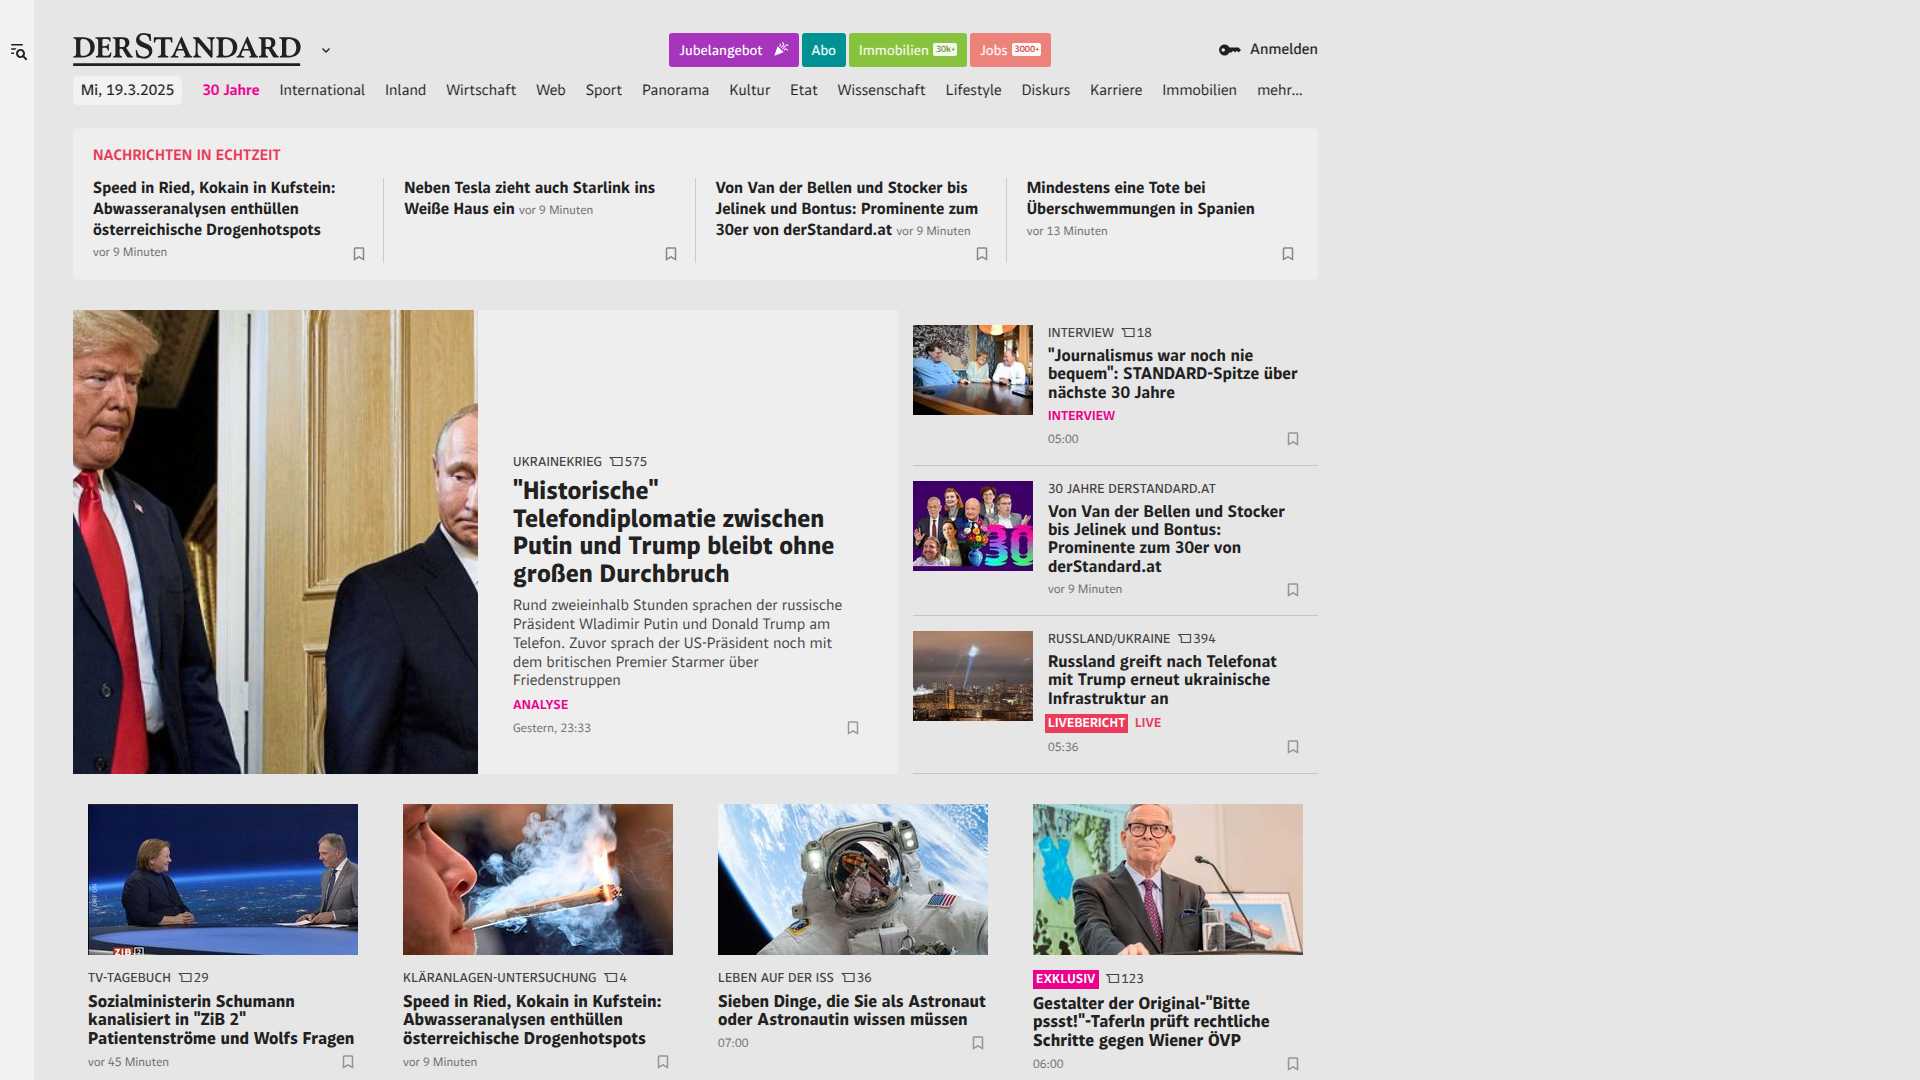 DERSTANDARD
Jubelangebot
Abo
Immobilien 30k+
Jobs 3000+
Anmelden
Mi, 19.3.2025
30 Jahre
International
Inland
Wirtschaft
Web
Sport
Panorama
Kultur
Etat
Wissenschaft
Lifestyle
Diskurs
Karriere
Immobilien
mehr...
NACHRICHTEN IN ECHTZEIT
Speed in Ried, Kokain in Kufstein:
Abwasseranalysen enthüllen
österreichische Drogenhotspots
vor 9 Minuten
Neben Tesla zieht auch Starlink ins
Weiße Haus ein vor 9 Minuten
Von Van der Bellen und Stocker bis
Jelinek und Bontus: Prominente zum
30er von derStandard.at vor 9 Minuten
Mindestens eine Tote bei
Überschwemmungen in Spanien
vor 13 Minuten
UKRAINEKRIEG 575
"Historische"
Telefondiplomatie zwischen
Putin und Trump bleibt ohne
großen Durchbruch
Rund zweieinhalb Stunden sprachen der russische
Präsident Wladimir Putin und Donald Trump am
Telefon. Zuvor sprach der US-Präsident noch mit
dem britischen Premier Starmer über
Friedenstruppen
ANALYSE
Gestern, 23:33
INTERVIEW 18
"Journalismus war noch nie
bequem": STANDARD-Spitze über
nächste 30 Jahre
INTERVIEW
05:00
30
30 JAHRE DERSTANDARD.AT
Von Van der Bellen und Stocker
bis Jelinek und Bontus:
Prominente zum 30er von
derStandard.at
vor 9 Minuten
RUSSLAND/UKRAINE 394
Russland greift nach Telefonat
mit Trump erneut ukrainische
Infrastruktur an
LIVEBERICHT LIVE
05:36
ZIB 2
TV-TAGEBUCH 29
Sozialministerin Schumann
kanalisiert in "ZiB 2"
Patientenströme und Wolfs Fragen
vor 45 Minuten
KLÄRANLAGEN-UNTERSUCHUNG 4
Speed in Ried, Kokain in Kufstein:
Abwasseranalysen enthüllen
österreichische Drogenhotspots
vor 9 Minuten
LEBEN AUF DER ISS 36
Sieben Dinge, die Sie als Astronaut
oder Astronautin wissen müssen
07:00
EXKLUSIV 123
Gestalter der Original-"Bitte
pssst!"-Taferln prüft rechtliche
Schritte gegen Wiener ÖVP
06:00